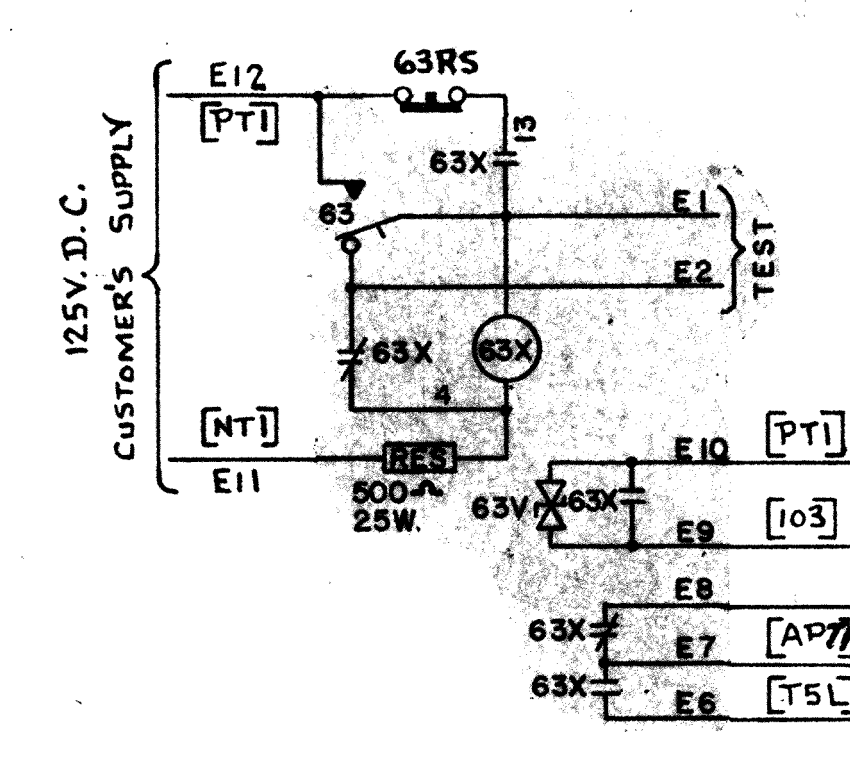 63RS
E12
[PT1]
13
63X
63
E1
E2
TEST
125V. D. C.
CUSTOMER'S SUPPLY
63X
63X
4
[NT1]
E11
RES
500Ω
25W.
E10
[PT1]
63V
63X
E9
[103]
E8
63X
E7
63X
E6
[T5L